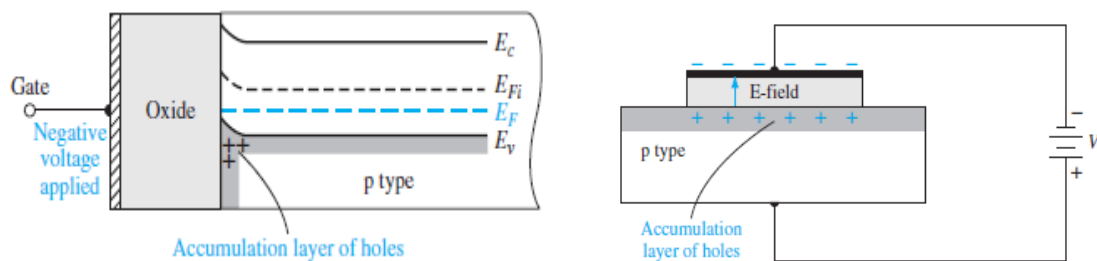 Gate
Negative
voltage
applied
Oxide
E_c
E_Fi
E_F
E_v
++
+
p type
Accumulation layer of holes
− − − − − −
E-field
+ + + + + +
p type
Accumulation
layer of holes
−
V
+